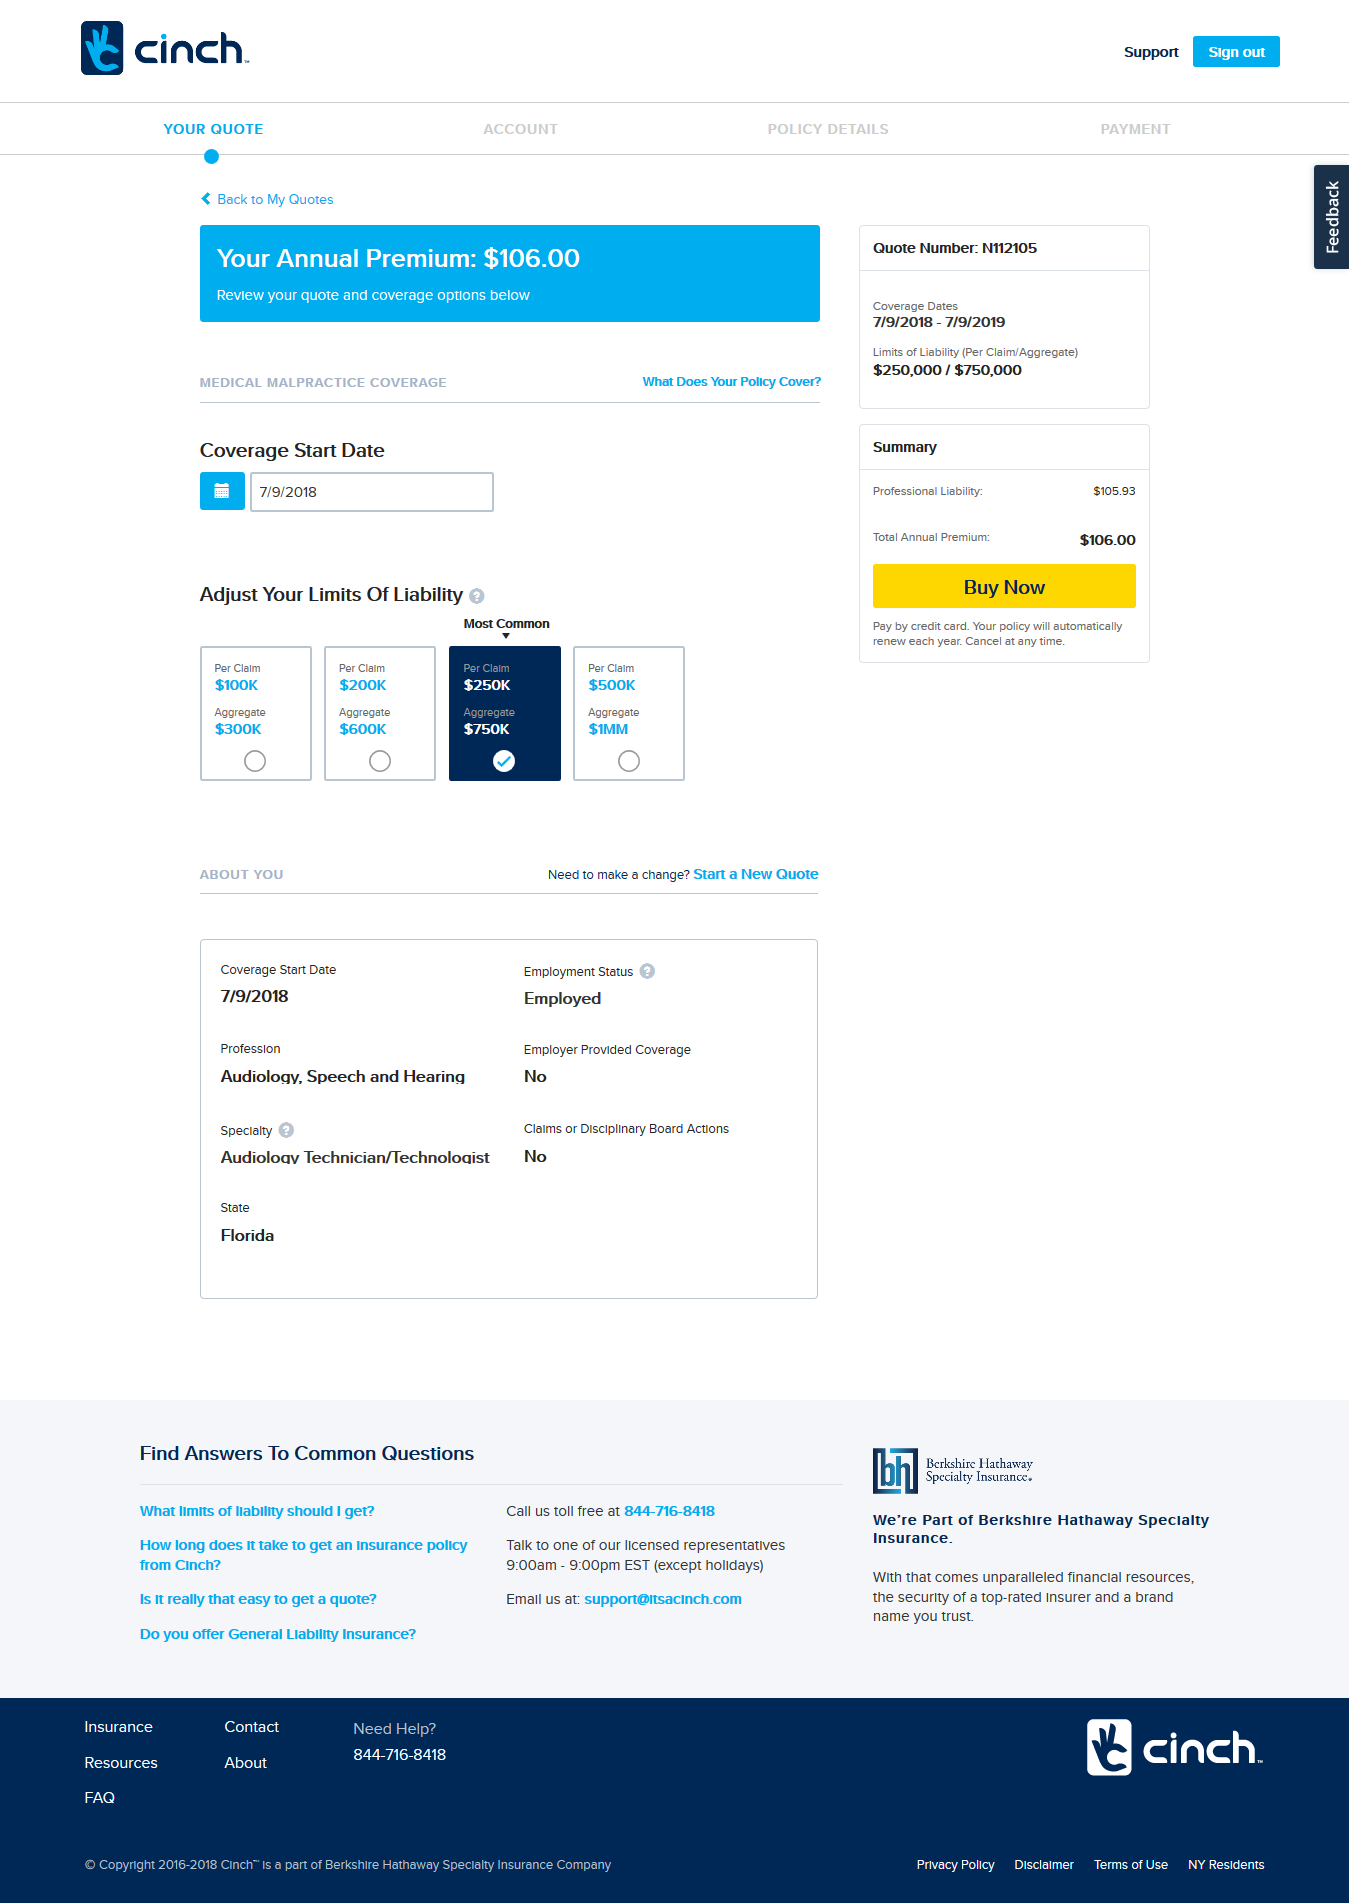 cinch™
Support
Sign out
YOUR QUOTE
ACCOUNT
POLICY DETAILS
PAYMENT
Feedback
Back to My Quotes
Your Annual Premium: $106.00
Review your quote and coverage options below
MEDICAL MALPRACTICE COVERAGE
What Does Your Policy Cover?
Coverage Start Date
7/9/2018
Adjust Your Limits Of Liability ?
Most Common
Per Claim
$100K
Aggregate
$300K
Per Claim
$200K
Aggregate
$600K
Per Claim
$250K
Aggregate
$750K
Per Claim
$500K
Aggregate
$1MM
Quote Number: N112105
Coverage Dates
7/9/2018 - 7/9/2019
Limits of Liability (Per Claim/Aggregate)
$250,000 / $750,000
Summary
Professional Liability: $105.93
Total Annual Premium: $106.00
Buy Now
Pay by credit card. Your policy will automatically
renew each year. Cancel at any time.
ABOUT YOU
Need to make a change? Start a New Quote
Coverage Start Date
7/9/2018
Employment Status ?
Employed
Profession
Audiology, Speech and Hearing
Employer Provided Coverage
No
Specialty ?
Audiology Technician/Technologist
Claims or Disciplinary Board Actions
No
State
Florida
Find Answers To Common Questions
What limits of liability should I get?
How long does it take to get an insurance policy
from Cinch?
Is it really that easy to get a quote?
Do you offer General Liability Insurance?
Call us toll free at 844-716-8418
Talk to one of our licensed representatives
9:00am - 9:00pm EST (except holidays)
Email us at: support@itsacinch.com
bh
Berkshire Hathaway
Specialty Insurance®
We're Part of Berkshire Hathaway Specialty
Insurance.
With that comes unparalleled financial resources,
the security of a top-rated insurer and a brand
name you trust.
Insurance
Resources
FAQ
Contact
About
Need Help?
844-716-8418
cinch™
© Copyright 2016-2018 Cinch™ is a part of Berkshire Hathaway Specialty Insurance Company
Privacy Policy
Disclaimer
Terms of Use
NY Residents